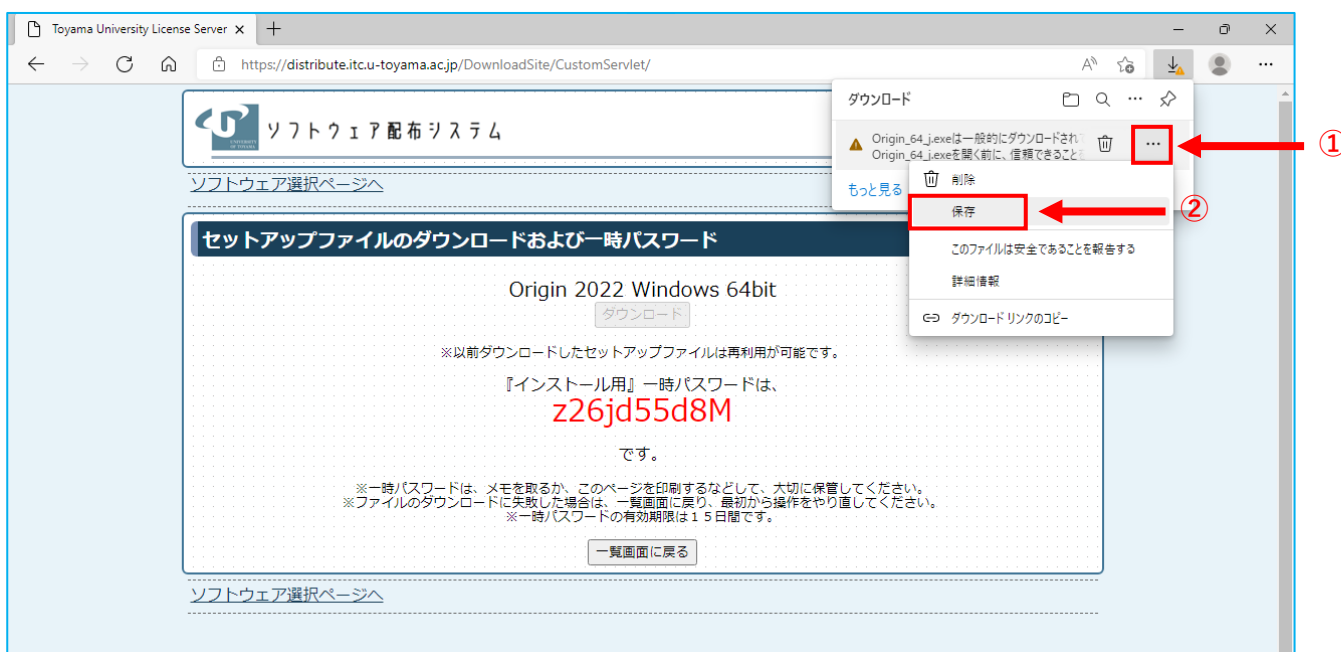 Toyama University License Server
https://distribute.itc.u-toyama.ac.jp/DownloadSite/CustomServlet/
ダウンロード
Origin_64_j.exeは一般的にダウンロードされ
Origin_64_j.exeを開く前に、信頼できること
①
もっと見る
削除
保存
②
このファイルは安全であることを報告する
詳細情報
ダウンロード リンクのコピー
ソフトウェア配布システム
ソフトウェア選択ページへ
セットアップファイルのダウンロードおよび一時パスワード
Origin 2022 Windows 64bit
ダウンロード
※以前ダウンロードしたセットアップファイルは再利用が可能です。
『インストール用』一時パスワードは、
z26jd55d8M
です。
※一時パスワードは、メモを取るか、このページを印刷するなどして、大切に保管してください。
※ファイルのダウンロードに失敗した場合は、一覧画面に戻り、最初から操作をやり直してください。
※一時パスワードの有効期限は１５日間です。
一覧画面に戻る
ソフトウェア選択ページへ